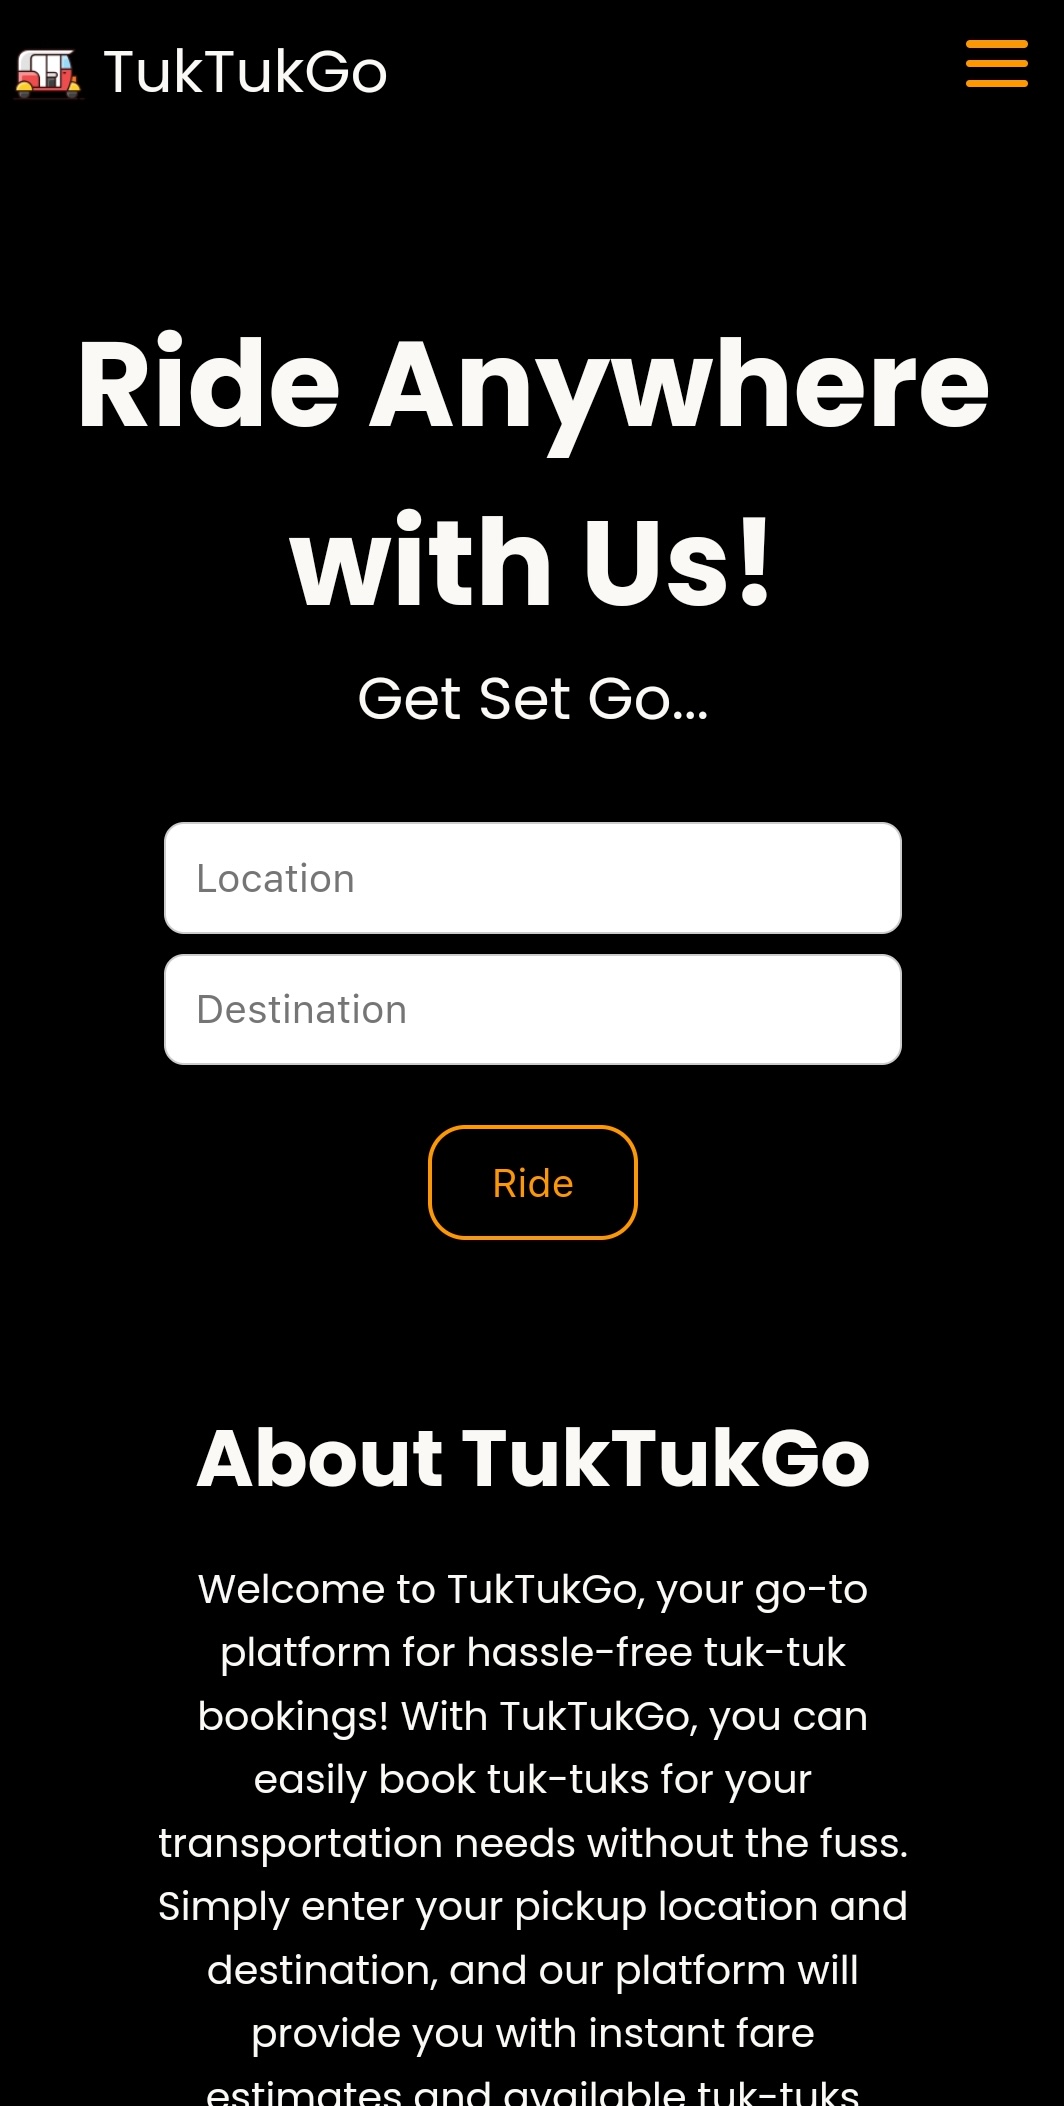 TukTukGo
Ride Anywhere
with Us!
Get Set Go...
Location
Destination
Ride
About TukTukGo
Welcome to TukTukGo, your go-to
platform for hassle-free tuk-tuk
bookings! With TukTukGo, you can
easily book tuk-tuks for your
transportation needs without the fuss.
Simply enter your pickup location and
destination, and our platform will
provide you with instant fare
estimates and available tuk-tuks